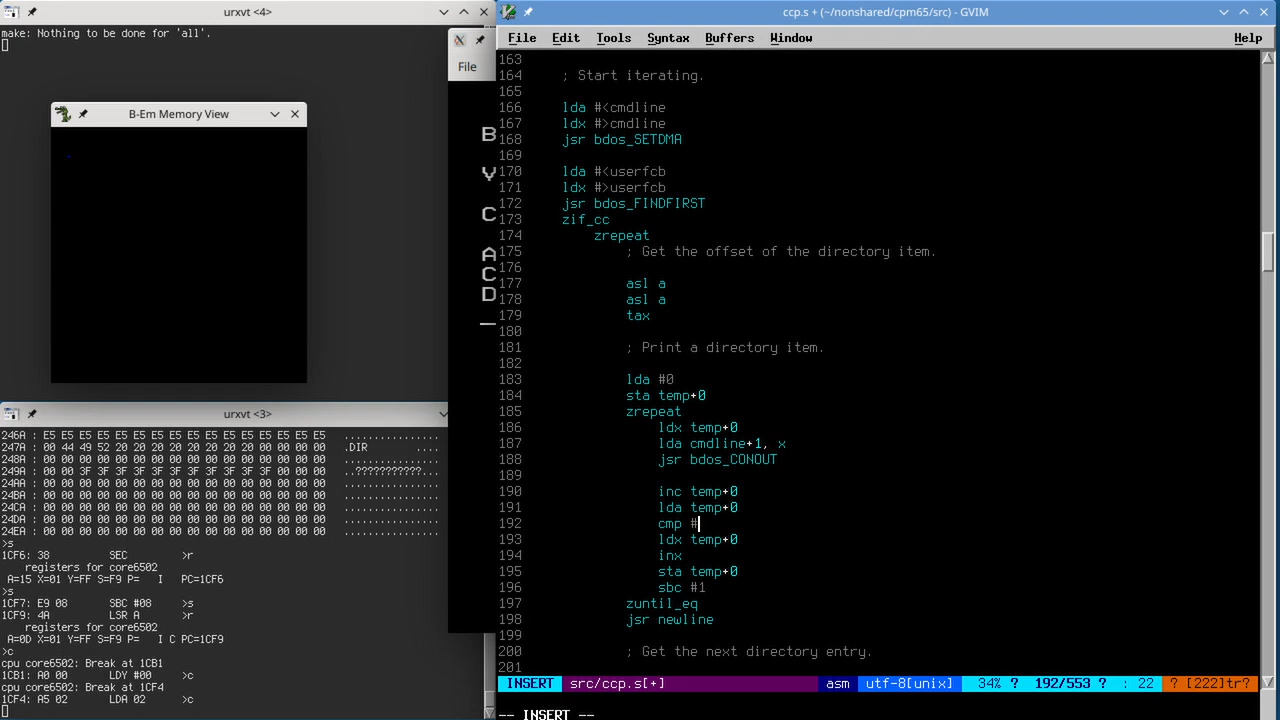 urxvt <4>
make: Nothing to be done for 'all'.
B-Em Memory View
urxvt <3>
246A : E5 E5 E5 E5 E5 E5 E5 E5 E5 E5 E5 E5 E5 E5 E5 E5 ................
247A : 00 44 49 52 20 20 20 20 20 20 20 20 00 00 00 00 .DIR        ....
248A : 00 00 00 00 00 00 00 00 00 00 00 00 00 00 00 00 ................
249A : 00 00 3F 3F 3F 3F 3F 3F 3F 3F 3F 3F 3F 00 00 00 ..???????????...
24AA : 00 00 00 00 00 00 00 00 00 00 00 00 00 00 00 00 ................
24BA : 00 00 00 00 00 00 00 00 00 00 00 00 00 00 00 00 ................
24CA : 00 00 00 00 00 00 00 00 00 00 00 00 00 00 00 00 ................
24DA : 00 00 00 00 00 00 00 00 00 00 00 00 00 00 00 00 ................
24EA : 00 00 00 00 00 00 00 00 00 00 00 00 00 00 00 00 ................
>s
1CF6: 38 SEC >r
registers for core6502
A=15 X=01 Y=FF S=F9 P= I PC=1CF6
>s
1CF7: E9 08 SBC #08 >s
1CF9: 4A LSR A >r
registers for core6502
A=0D X=01 Y=FF S=F9 P= I C PC=1CF9
>c
cpu core6502: Break at 1CB1
1CB1: A0 00 LDY #00 >c
cpu core6502: Break at 1CF4
1CF4: A5 02 LDA 02 >c
File
B
Y
C
A
C
D
_
ccp.s + (~/nonshared/cpm65/src) - GVIM
File Edit Tools Syntax Buffers Window Help
163
164 ; Start iterating.
165
166 lda #<cmdline
167 ldx #>cmdline
168 jsr bdos_SETDMA
169
170 lda #<userfcb
171 ldx #>userfcb
172 jsr bdos_FINDFIRST
173 zif_cc
174 zrepeat
175 ; Get the offset of the directory item.
176
177 asl a
178 asl a
179 tax
180
181 ; Print a directory item.
182
183 lda #0
184 sta temp+0
185 zrepeat
186 ldx temp+0
187 lda cmdline+1, x
188 jsr bdos_CONOUT
189
190 inc temp+0
191 lda temp+0
192 cmp #
193 ldx temp+0
194 inx
195 sta temp+0
196 sbc #1
197 zuntil_eq
198 jsr newline
199
200 ; Get the next directory entry.
201
INSERT src/ccp.s[+] asm utf-8[unix] 34% ? 192/553 ? : 22 ? [222]tr?
-- INSERT --